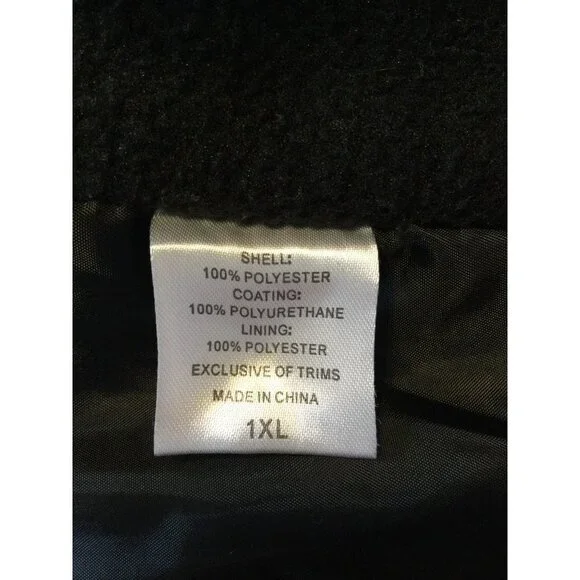 SHELL:
100% POLYESTER
COATING:
100% POLYURETHANE
LINING:
100% POLYESTER
EXCLUSIVE OF TRIMS
MADE IN CHINA
1XL